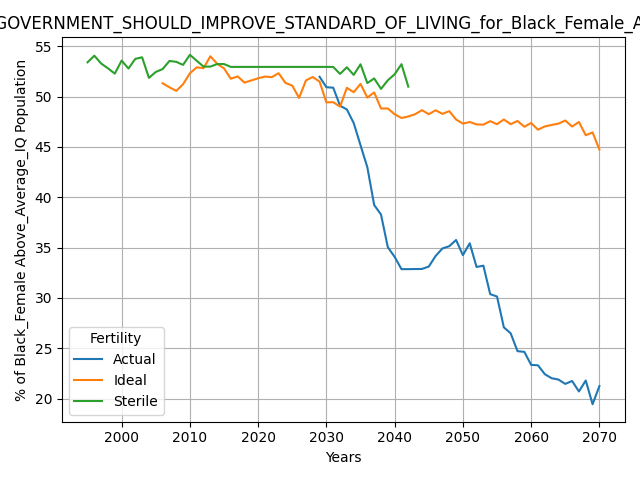 GOVERNMENT_SHOULD_IMPROVE_STANDARD_OF_LIVING_for_Black_Female_A
% of Black_Female Above_Average_IQ Population
55
50
45
40
35
30
25
20
Fertility
Actual
Ideal
Sterile
2000 2010 2020 2030 2040 2050 2060 2070
Years